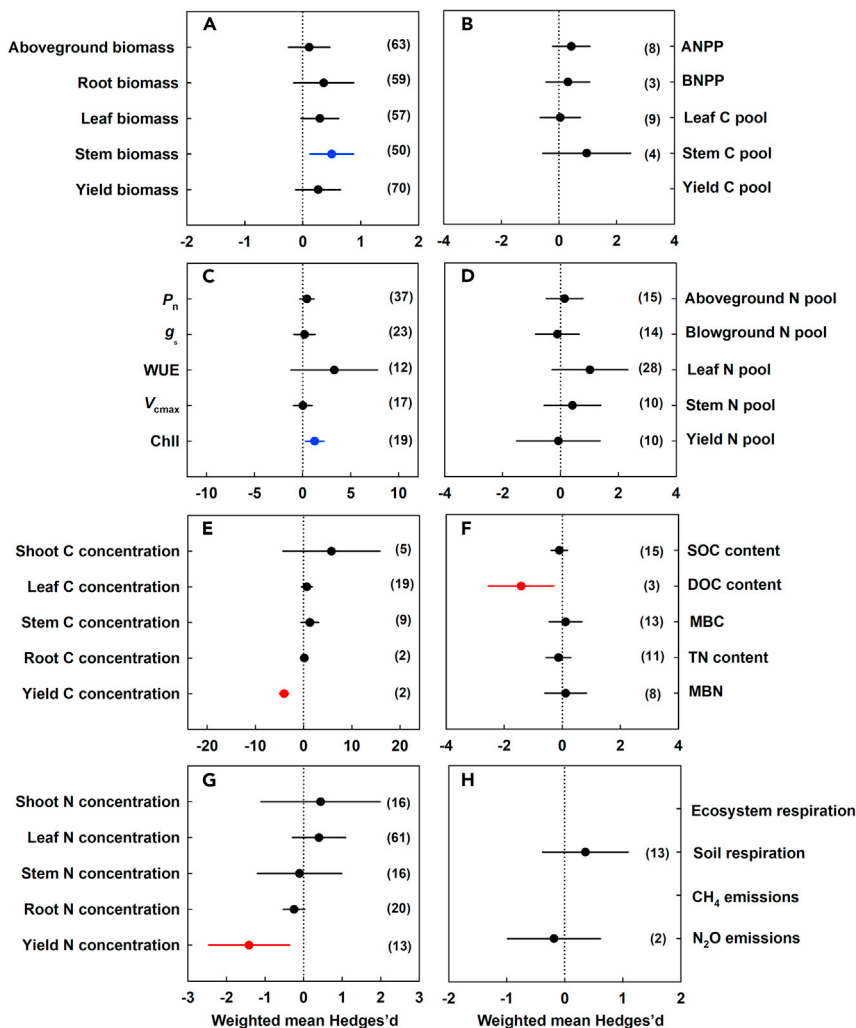 A
Aboveground biomass (63)
Root biomass (59)
Leaf biomass (57)
Stem biomass (50)
Yield biomass (70)
-2 -1 0 1 2
B
(8) ANPP
(3) BNPP
(9) Leaf C pool
(4) Stem C pool
Yield C pool
-4 -2 0 2 4
C
Pn (37)
gs (23)
WUE (12)
Vcmax (17)
Chll (19)
-10 -5 0 5 10
D
(15) Aboveground N pool
(14) Blowground N pool
(28) Leaf N pool
(10) Stem N pool
(10) Yield N pool
-4 -2 0 2 4
E
Shoot C concentration (5)
Leaf C concentration (19)
Stem C concentration (9)
Root C concentration (2)
Yield C concentration (2)
-20 -10 0 10 20
F
(15) SOC content
(3) DOC content
(13) MBC
(11) TN content
(8) MBN
-4 -2 0 2 4
G
Shoot N concentration (16)
Leaf N concentration (61)
Stem N concentration (16)
Root N concentration (20)
Yield N concentration (13)
-3 -2 -1 0 1 2 3
Weighted mean Hedges'd
H
Ecosystem respiration
(13) Soil respiration
CH4 emissions
(2) N2O emissions
-2 -1 0 1 2
Weighted mean Hedges'd